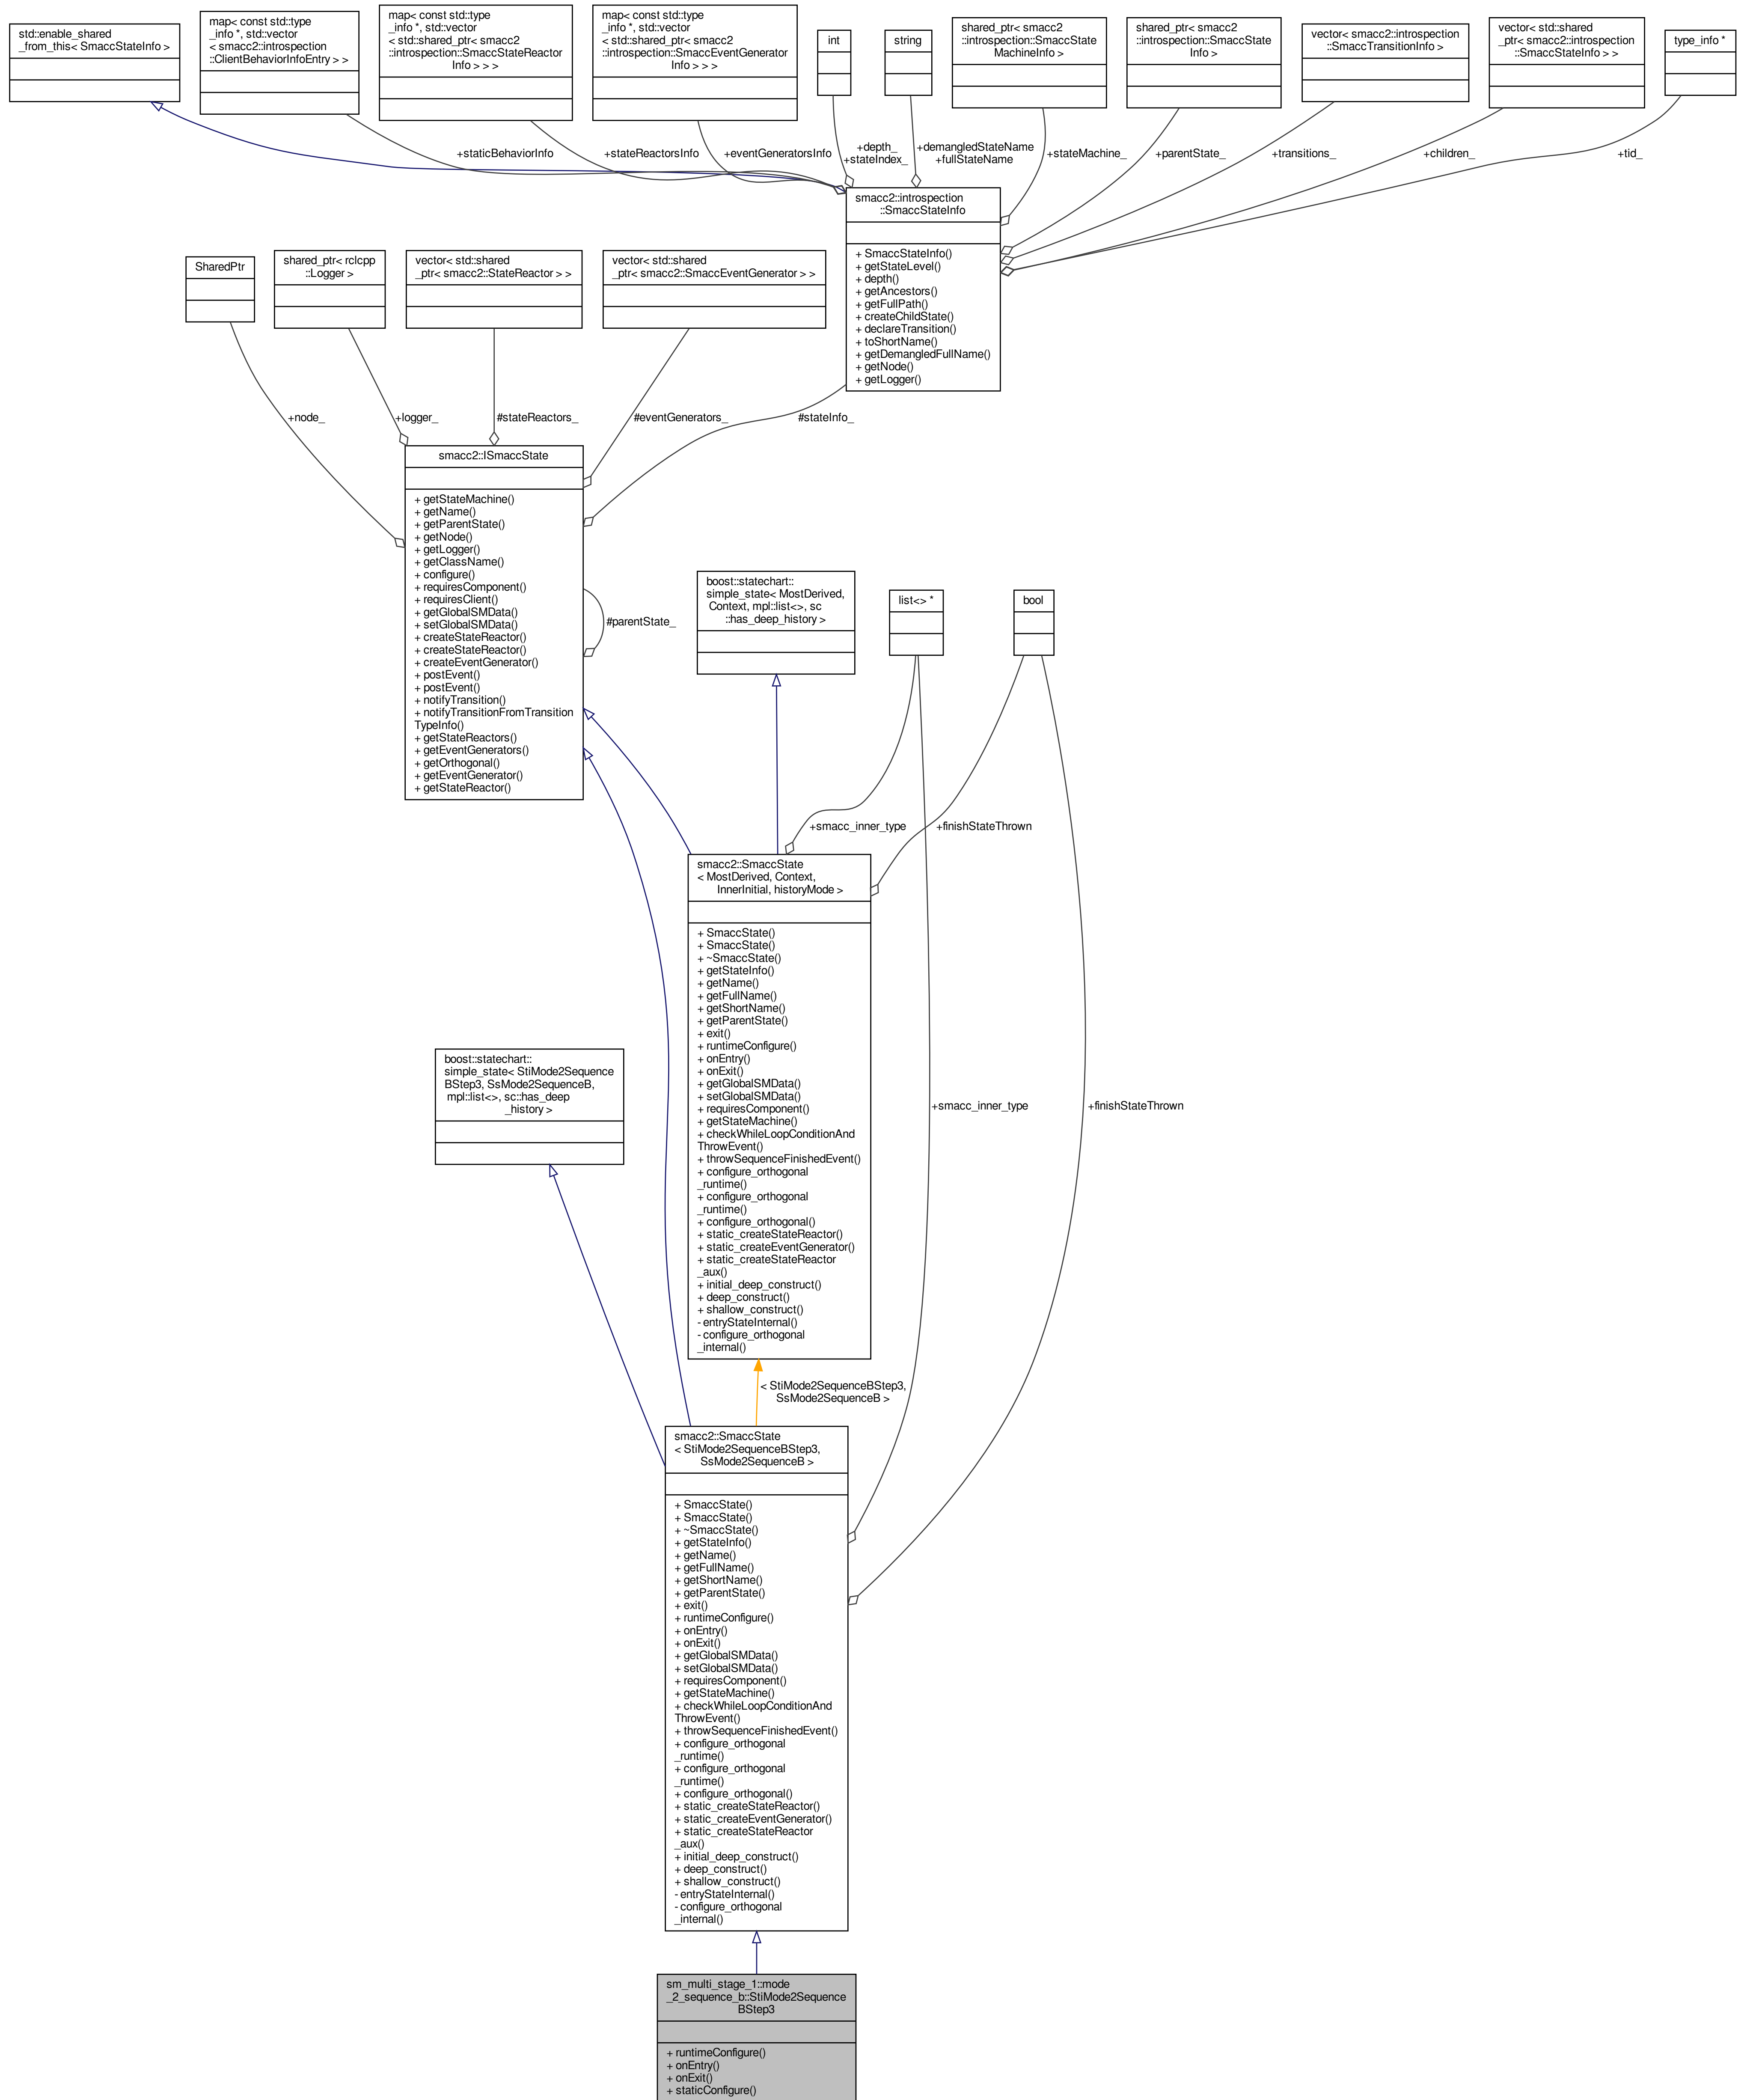 std::enable_shared
_from_this< SmaccStateInfo >
map< const std::type
_info *, std::vector
< smacc2::introspection
::ClientBehaviorInfoEntry > >
map< const std::type
_info *, std::vector
< std::shared_ptr< smacc2
::introspection::SmaccStateReactor
Info > > >
map< const std::type
_info *, std::vector
< std::shared_ptr< smacc2
::introspection::SmaccEventGenerator
Info > > >
int
string
shared_ptr< smacc2
::introspection::SmaccState
MachineInfo >
shared_ptr< smacc2
::introspection::SmaccState
Info >
vector< smacc2::introspection
::SmaccTransitionInfo >
vector< std::shared
_ptr< smacc2::introspection
::SmaccStateInfo > >
type_info *
+staticBehaviorInfo
+stateReactorsInfo
+eventGeneratorsInfo
+depth_
+stateIndex_
+demangledStateName
+fullStateName
+stateMachine_
+parentState_
+transitions_
+children_
+tid_
smacc2::introspection
::SmaccStateInfo
+ SmaccStateInfo()
+ getStateLevel()
+ depth()
+ getAncestors()
+ getFullPath()
+ createChildState()
+ declareTransition()
+ toShortName()
+ getDemangledFullName()
+ getNode()
+ getLogger()
SharedPtr
shared_ptr< rclcpp
::Logger >
vector< std::shared
_ptr< smacc2::StateReactor > >
vector< std::shared
_ptr< smacc2::SmaccEventGenerator > >
+node_
+logger_
#stateReactors_
#eventGenerators_
#stateInfo_
smacc2::ISmaccState
+ getStateMachine()
+ getName()
+ getParentState()
+ getNode()
+ getLogger()
+ getClassName()
+ configure()
+ requiresComponent()
+ requiresClient()
+ getGlobalSMData()
+ setGlobalSMData()
+ createStateReactor()
+ createStateReactor()
+ createEventGenerator()
+ postEvent()
+ postEvent()
+ notifyTransition()
+ notifyTransitionFromTransition
TypeInfo()
+ getStateReactors()
+ getEventGenerators()
+ getOrthogonal()
+ getEventGenerator()
+ getStateReactor()
#parentState_
boost::statechart::
simple_state< MostDerived,
Context, mpl::list<>, sc
::has_deep_history >
list<> *
bool
+smacc_inner_type
+finishStateThrown
smacc2::SmaccState
< MostDerived, Context,
InnerInitial, historyMode >
+ SmaccState()
+ SmaccState()
+ ~SmaccState()
+ getStateInfo()
+ getName()
+ getFullName()
+ getShortName()
+ getParentState()
+ exit()
+ runtimeConfigure()
+ onEntry()
+ onExit()
+ getGlobalSMData()
+ setGlobalSMData()
+ requiresComponent()
+ getStateMachine()
+ checkWhileLoopConditionAnd
ThrowEvent()
+ throwSequenceFinishedEvent()
+ configure_orthogonal
_runtime()
+ configure_orthogonal
_runtime()
+ configure_orthogonal()
+ static_createStateReactor()
+ static_createEventGenerator()
+ static_createStateReactor
_aux()
+ initial_deep_construct()
+ deep_construct()
+ shallow_construct()
- entryStateInternal()
- configure_orthogonal
_internal()
boost::statechart::
simple_state< StiMode2Sequence
BStep3, SsMode2SequenceB,
mpl::list<>, sc::has_deep
_history >
+smacc_inner_type
+finishStateThrown
< StiMode2SequenceBStep3,
SsMode2SequenceB >
smacc2::SmaccState
< StiMode2SequenceBStep3,
SsMode2SequenceB >
+ SmaccState()
+ SmaccState()
+ ~SmaccState()
+ getStateInfo()
+ getName()
+ getFullName()
+ getShortName()
+ getParentState()
+ exit()
+ runtimeConfigure()
+ onEntry()
+ onExit()
+ getGlobalSMData()
+ setGlobalSMData()
+ requiresComponent()
+ getStateMachine()
+ checkWhileLoopConditionAnd
ThrowEvent()
+ throwSequenceFinishedEvent()
+ configure_orthogonal
_runtime()
+ configure_orthogonal
_runtime()
+ configure_orthogonal()
+ static_createStateReactor()
+ static_createEventGenerator()
+ static_createStateReactor
_aux()
+ initial_deep_construct()
+ deep_construct()
+ shallow_construct()
- entryStateInternal()
- configure_orthogonal
_internal()
sm_multi_stage_1::mode
_2_sequence_b::StiMode2Sequence
BStep3
+ runtimeConfigure()
+ onEntry()
+ onExit()
+ staticConfigure()